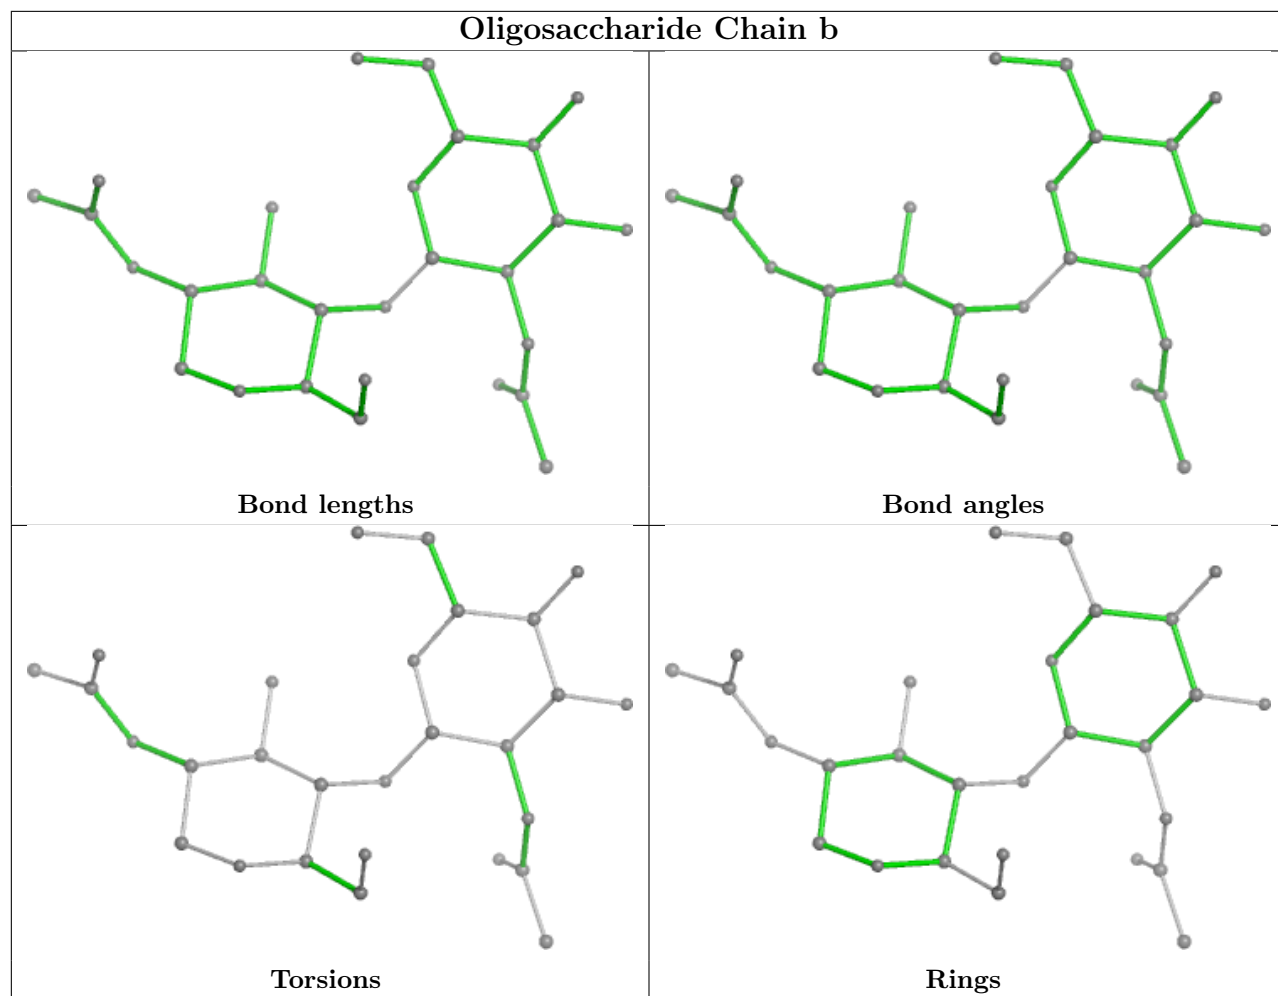 Oligosaccharide Chain b
Bond lengths
Bond angles
Torsions
Rings